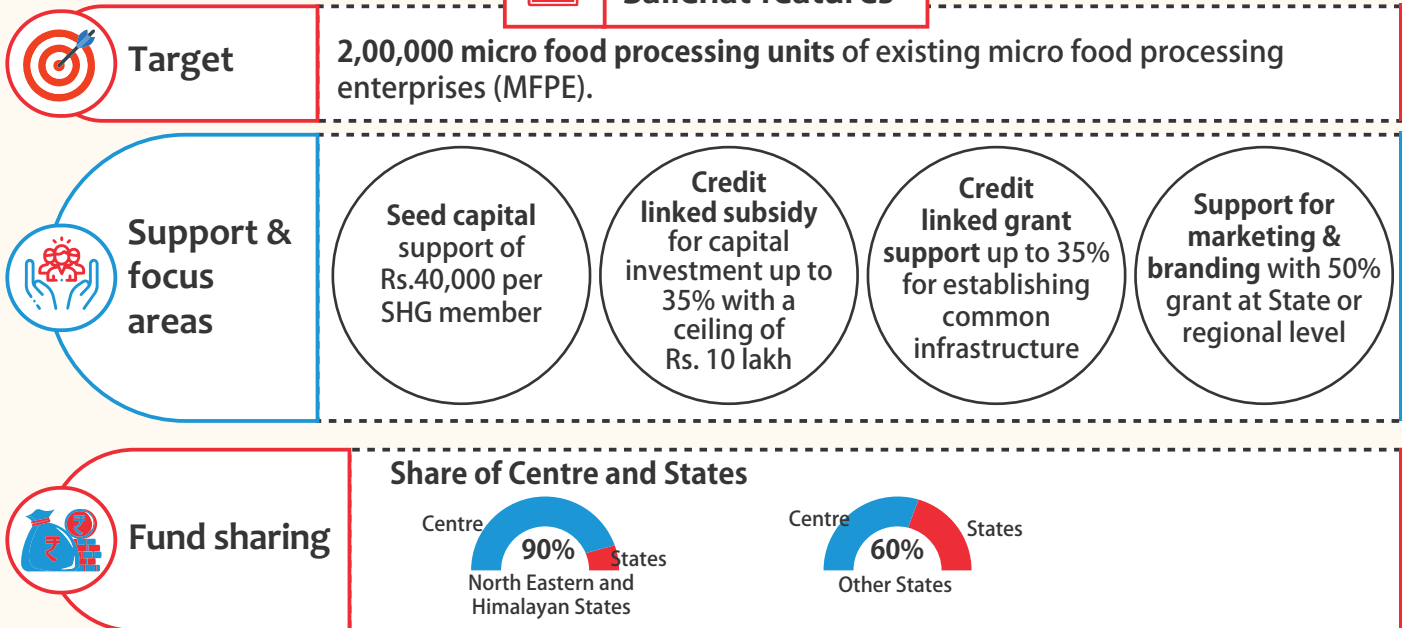 Target
2,00,000 micro food processing units of existing micro food processing
enterprises (MFPE).
Support &
focus
areas
Seed capital
support of
Rs.40,000 per
SHG member
Credit
linked subsidy
for capital
investment up to
35% with a
ceiling of
Rs. 10 lakh
Credit
linked grant
support up to 35%
for establishing
common
infrastructure
Support for
marketing &
branding with 50%
grant at State or
regional level
Fund sharing
Share of Centre and States
Centre
90%
States
North Eastern and
Himalayan States
Centre
60%
States
Other States